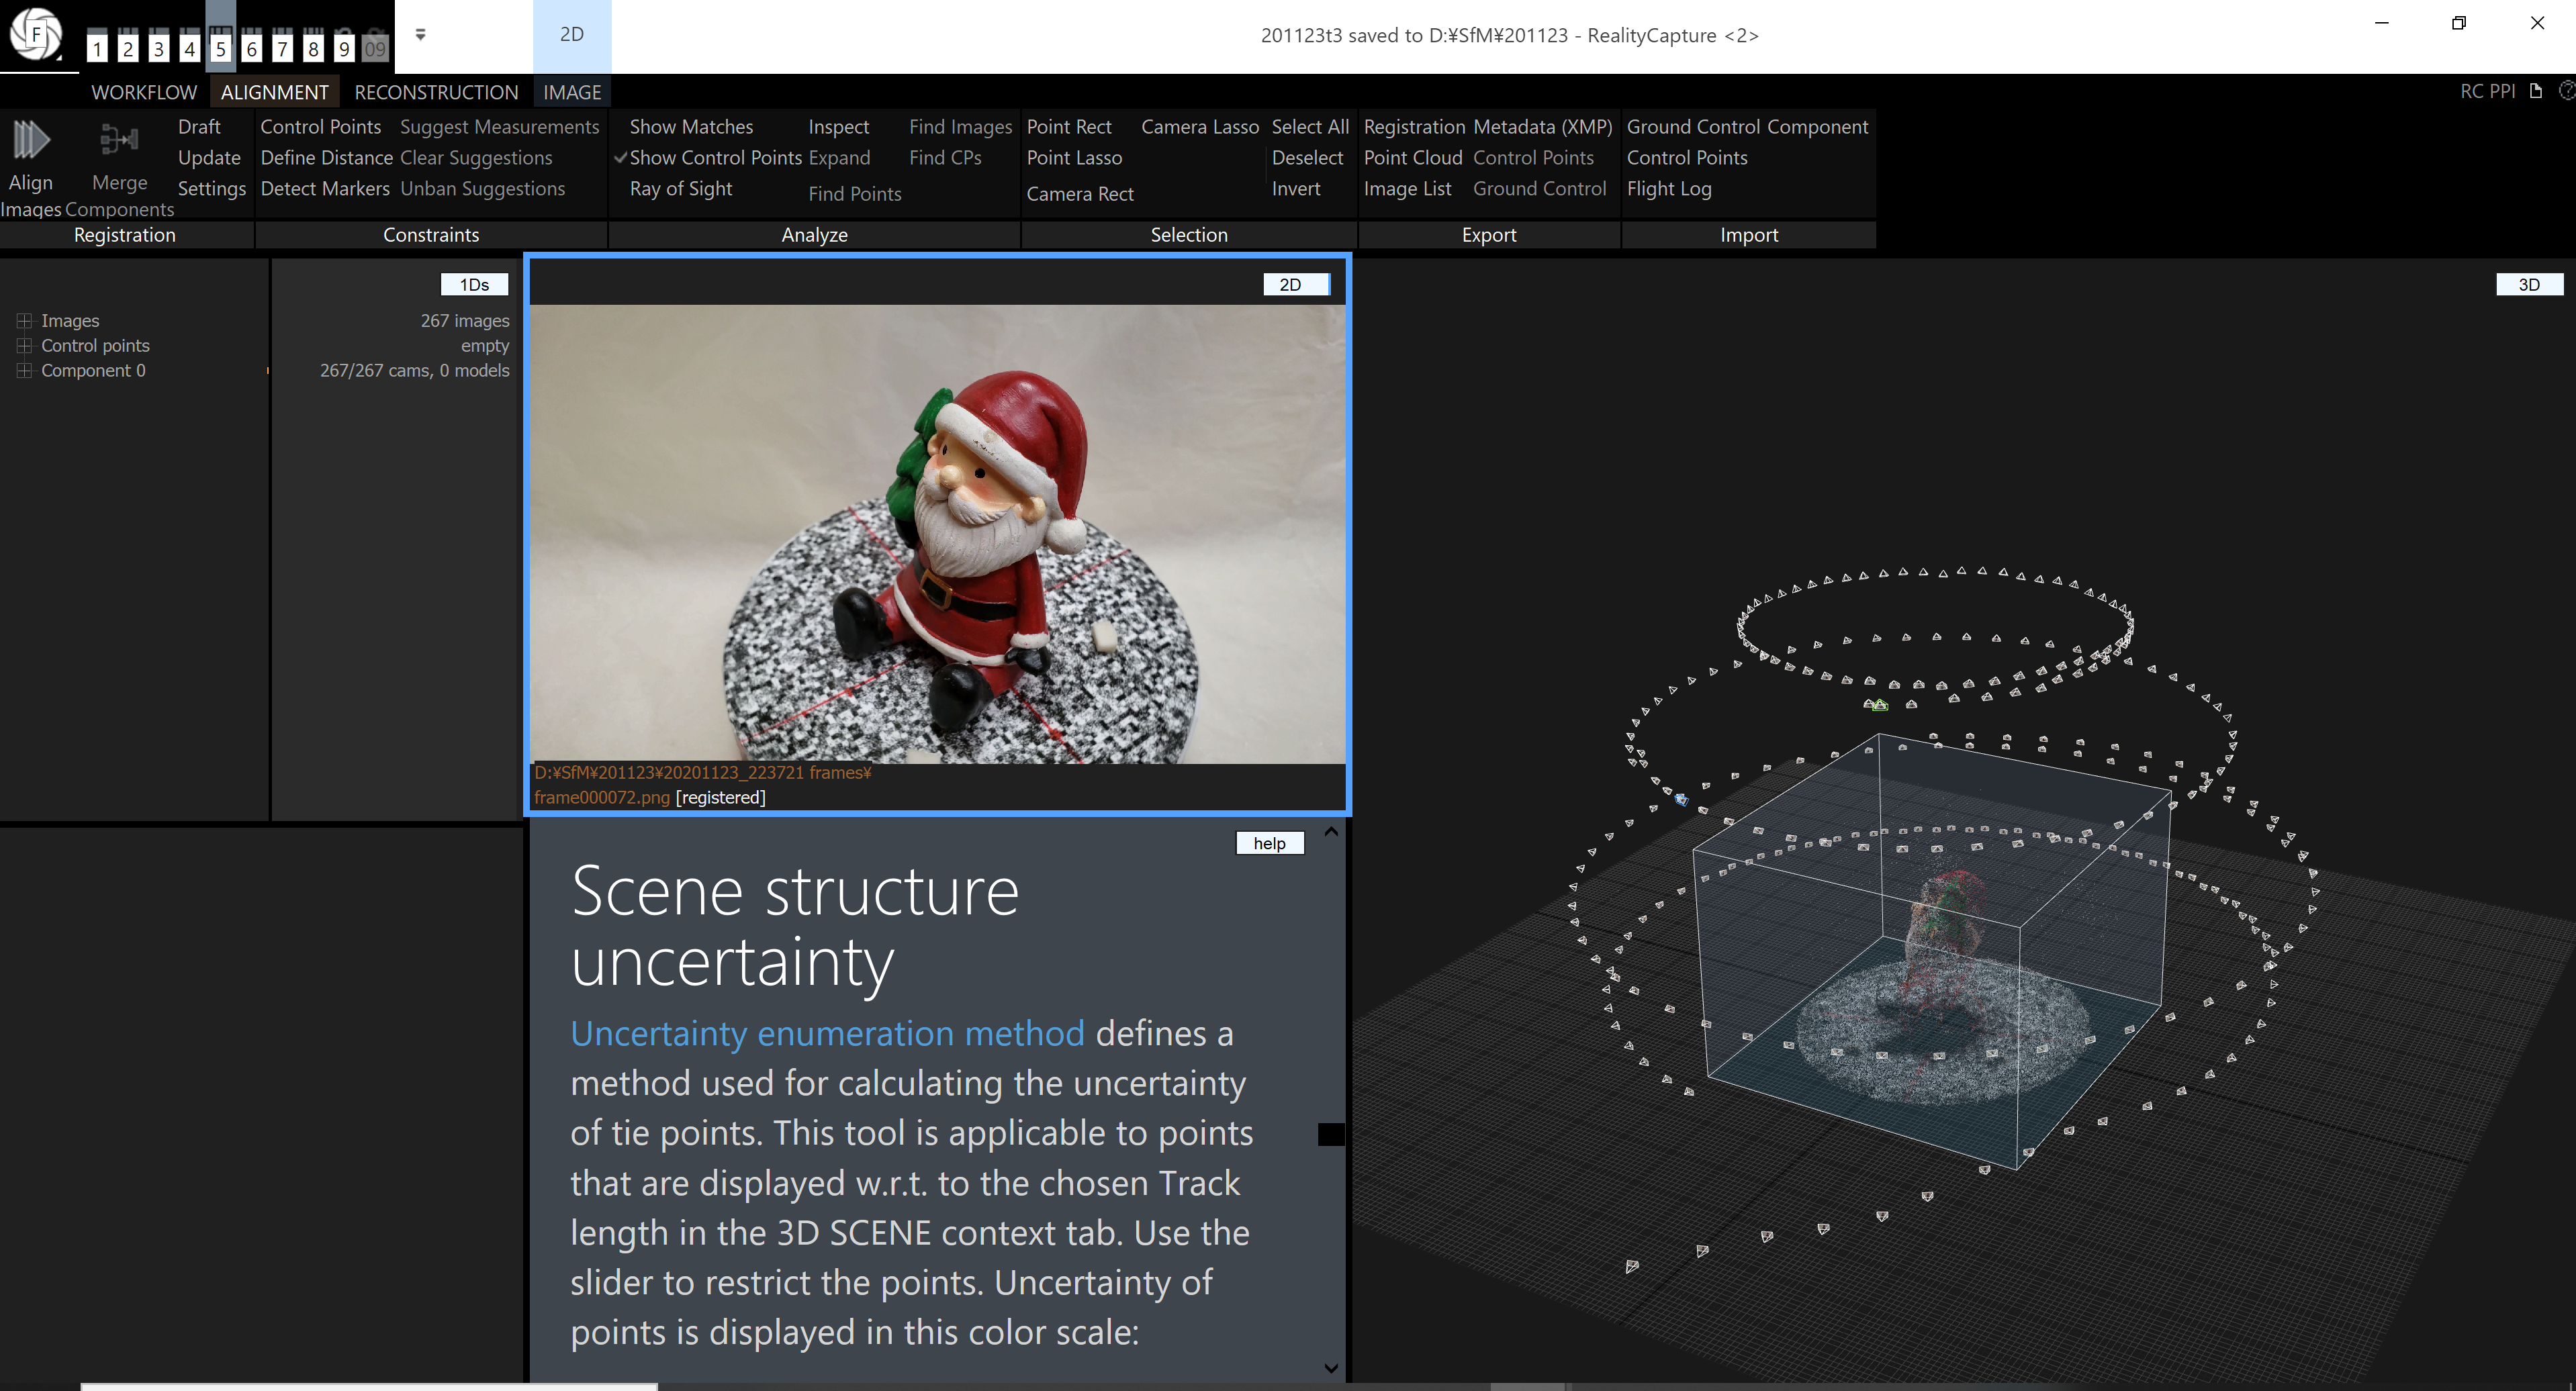 F 1 2 3 4 5 6 7 8 9 09
2D
201123t3 saved to D:¥SfM¥201123 - RealityCapture <2>
WORKFLOW ALIGNMENT RECONSTRUCTION IMAGE
RC PPI
Align Images
Merge Components
Draft
Update
Settings
Registration
Control Points
Define Distance
Detect Markers
Suggest Measurements
Clear Suggestions
Unban Suggestions
Constraints
Show Matches
Show Control Points
Ray of Sight
Inspect
Expand
Find Points
Find Images
Find CPs
Analyze
Point Rect
Point Lasso
Camera Rect
Camera Lasso
Select All
Deselect
Invert
Selection
Registration
Point Cloud
Image List
Metadata (XMP)
Control Points
Ground Control
Export
Ground Control
Control Points
Flight Log
Component
Import
1Ds
Images 267 images
Control points empty
Component 0 267/267 cams, 0 models
2D
D:¥SfM¥201123¥20201123_223721 frames¥
frame000072.png [registered]
help
Scene structure
uncertainty
Uncertainty enumeration method defines a
method used for calculating the uncertainty
of tie points. This tool is applicable to points
that are displayed w.r.t. to the chosen Track
length in the 3D SCENE context tab. Use the
slider to restrict the points. Uncertainty of
points is displayed in this color scale:
3D